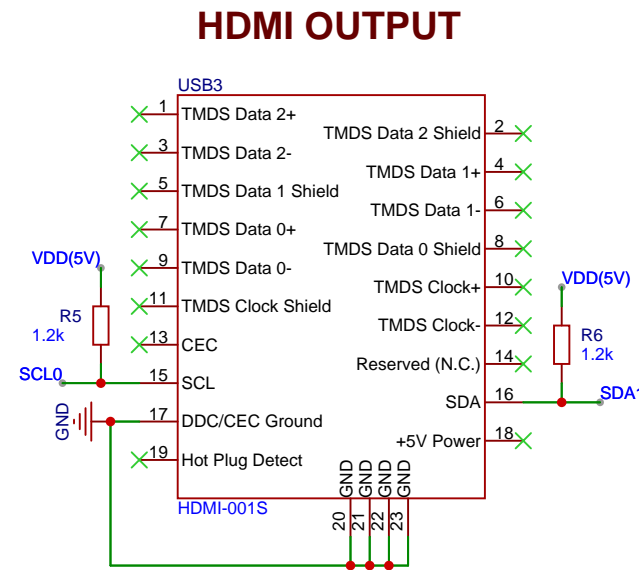 HDMI OUTPUT
USB3
1 TMDS Data 2+
TMDS Data 2 Shield 2
3 TMDS Data 2-
TMDS Data 1+ 4
5 TMDS Data 1 Shield
TMDS Data 1- 6
7 TMDS Data 0+
TMDS Data 0 Shield 8
VDD(5V)
9 TMDS Data 0-
TMDS Clock+ 10
VDD(5V)
11 TMDS Clock Shield
R5
1.2k
TMDS Clock- 12
R6
1.2k
13 CEC
Reserved (N.C.) 14
SCL0
15 SCL
SDA 16
SDA1
GND
17 DDC/CEC Ground
+5V Power 18
19 Hot Plug Detect
GND GND GND GND
HDMI-001S
20 21 22 23